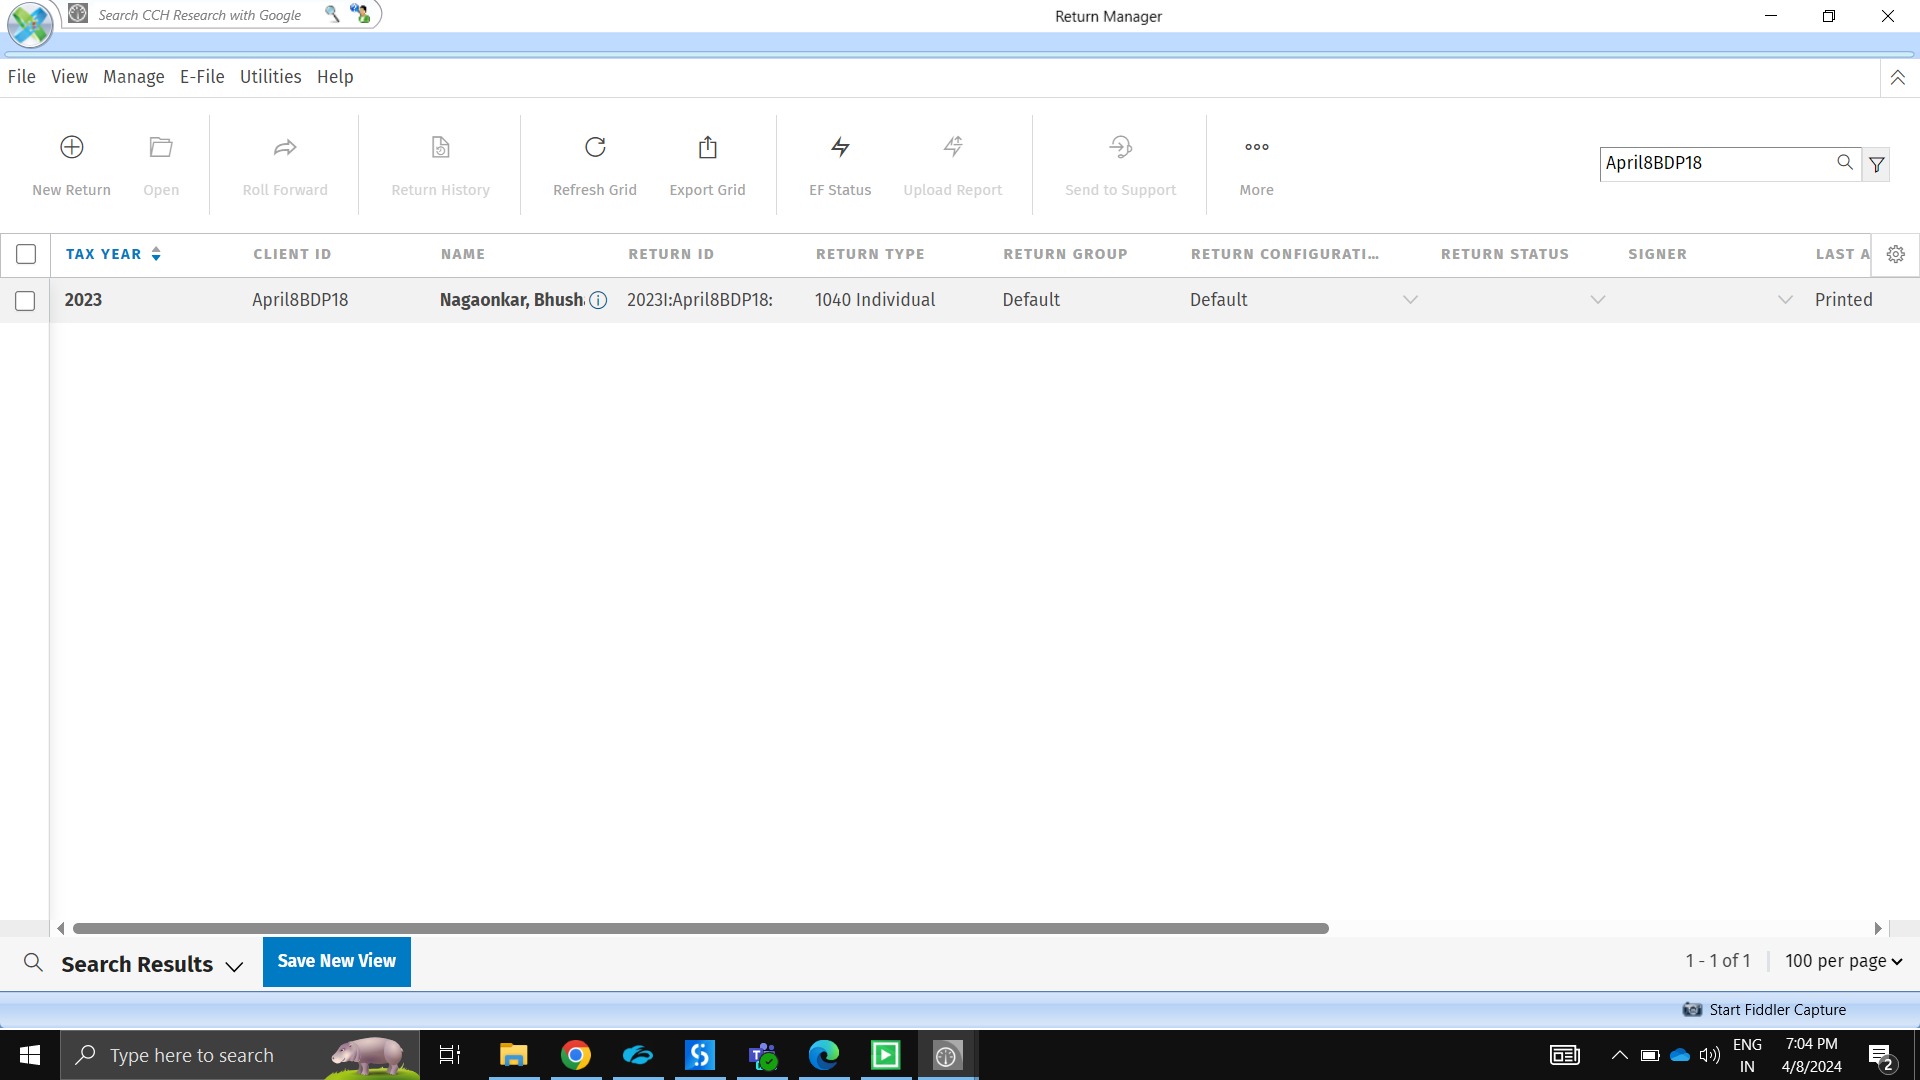 Search CCH Research with Google
Return Manager
File View Manage E-File Utilities Help
New Return Open Roll Forward Return History Refresh Grid Export Grid EF Status Upload Report Send to Support More
April8BDP18
TAX YEAR CLIENT ID NAME RETURN ID RETURN TYPE RETURN GROUP RETURN CONFIGURATI... RETURN STATUS SIGNER LAST A
2023 April8BDP18 Nagaonkar, Bhush 2023I:April8BDP18: 1040 Individual Default Default Printed
Search Results Save New View 1 - 1 of 1 100 per page
Start Fiddler Capture
Type here to search
ENG
IN
7:04 PM
4/8/2024
2